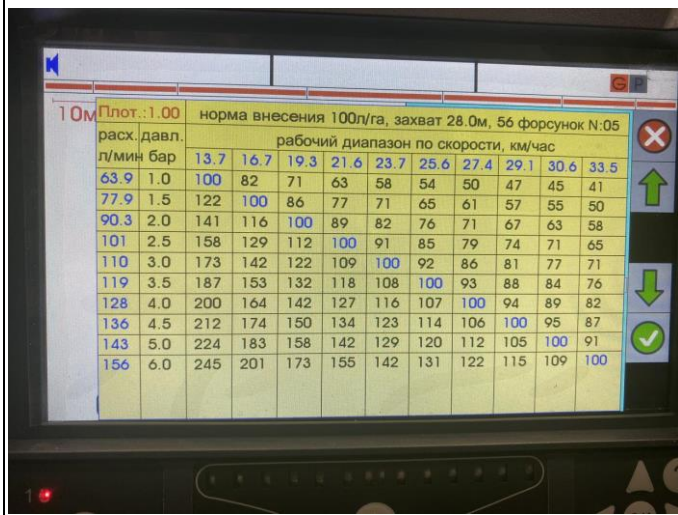 G P
10м
Плот.:1.00 норма внесения 100л/га, захват 28.0м, 56 форсунок N:05
расх. давл. рабочий диапазон по скорости, км/час
л/мин бар 13.7 16.7 19.3 21.6 23.7 25.6 27.4 29.1 30.6 33.5
63.9 1.0 100 82 71 63 58 54 50 47 45 41
77.9 1.5 122 100 86 77 71 65 61 57 55 50
90.3 2.0 141 116 100 89 82 76 71 67 63 58
101 2.5 158 129 112 100 91 85 79 74 71 65
110 3.0 173 142 122 109 100 92 86 81 77 71
119 3.5 187 153 132 118 108 100 93 88 84 76
128 4.0 200 164 142 127 116 107 100 94 89 82
136 4.5 212 174 150 134 123 114 106 100 95 87
143 5.0 224 183 158 142 129 120 112 105 100 91
156 6.0 245 201 173 155 142 131 122 115 109 100
1